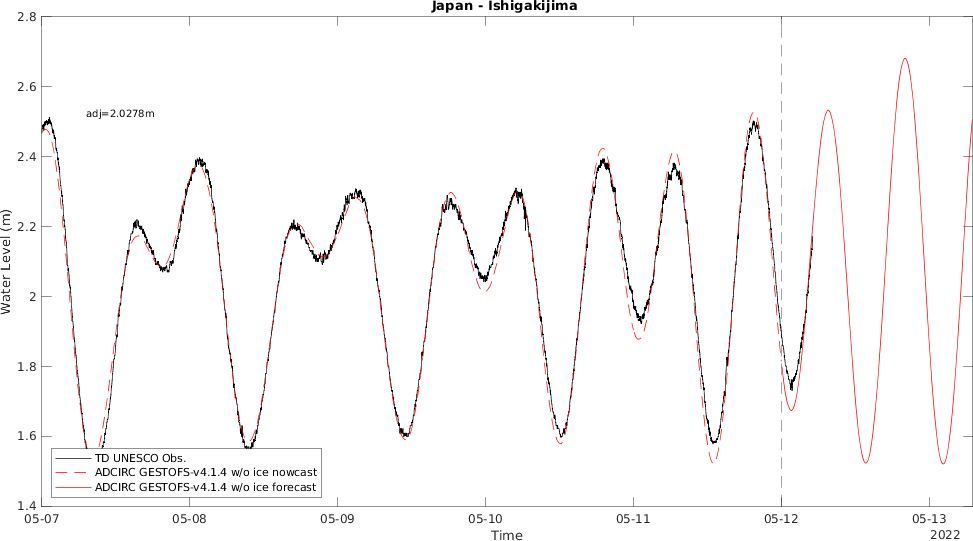 Japan - Ishigakijima
2.8
2.6
2.4
2.2
2
1.8
1.6
1.4
Water Level (m)
adj=2.0278m
TD UNESCO Obs.
ADCIRC GESTOFS-v4.1.4 w/o ice nowcast
ADCIRC GESTOFS-v4.1.4 w/o ice forecast
05-07 05-08 05-09 05-10 05-11 05-12 05-13
Time
2022